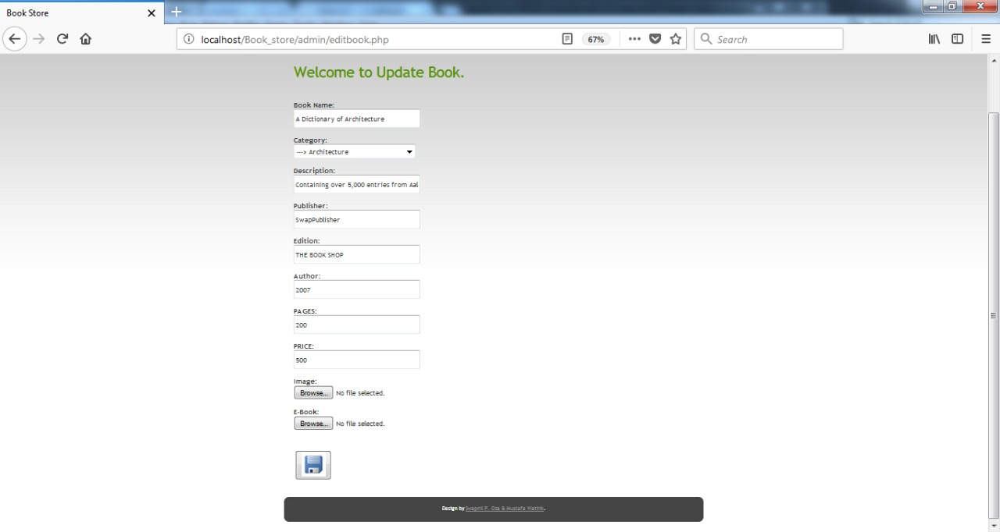 Book Store
localhost/Book_store/admin/editbook.php
67%
Search
Welcome to Update Book.
Book Name:
A Dictionary of Architecture
Category:
---> Architecture
Description:
Containing over 5,000 entries from Aal
Publisher:
SwapPublisher
Edition:
THE BOOK SHOP
Author:
2007
PAGES:
200
PRICE:
500
Image:
Browse... No file selected.
E-Book:
Browse... No file selected.
Design by Swapnil P. Oza & Mustafa Wathik.